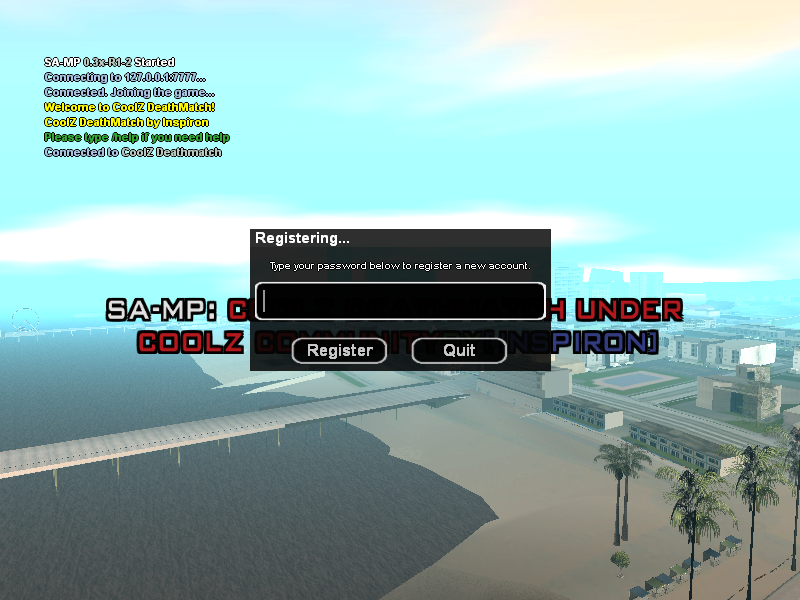 SA-MP 0.3x-R1-2 Started
Connecting to 127.0.0.1:7777...
Connected. Joining the game...
Welcome to CoolZ DeathMatch!
CoolZ DeathMatch by Inspiron
Please type /help if you need help
Connected to CoolZ Deathmatch
Registering...
Type your password below to register a new account.
SA-MP: UNDER
COOLZ COMMUNITY
Register Quit